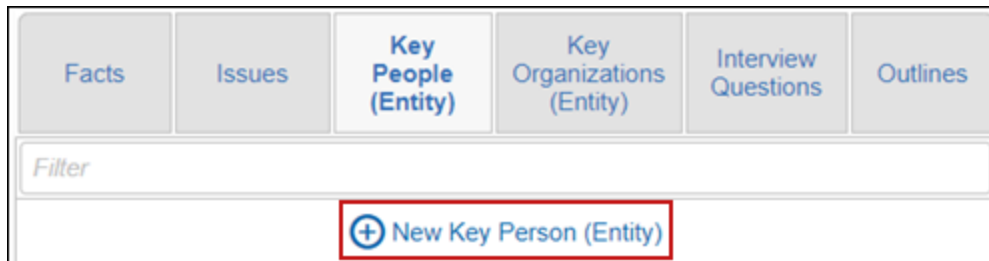 Facts
Issues
Key
People
(Entity)
Key
Organizations
(Entity)
Interview
Questions
Outlines
Filter
New Key Person (Entity)